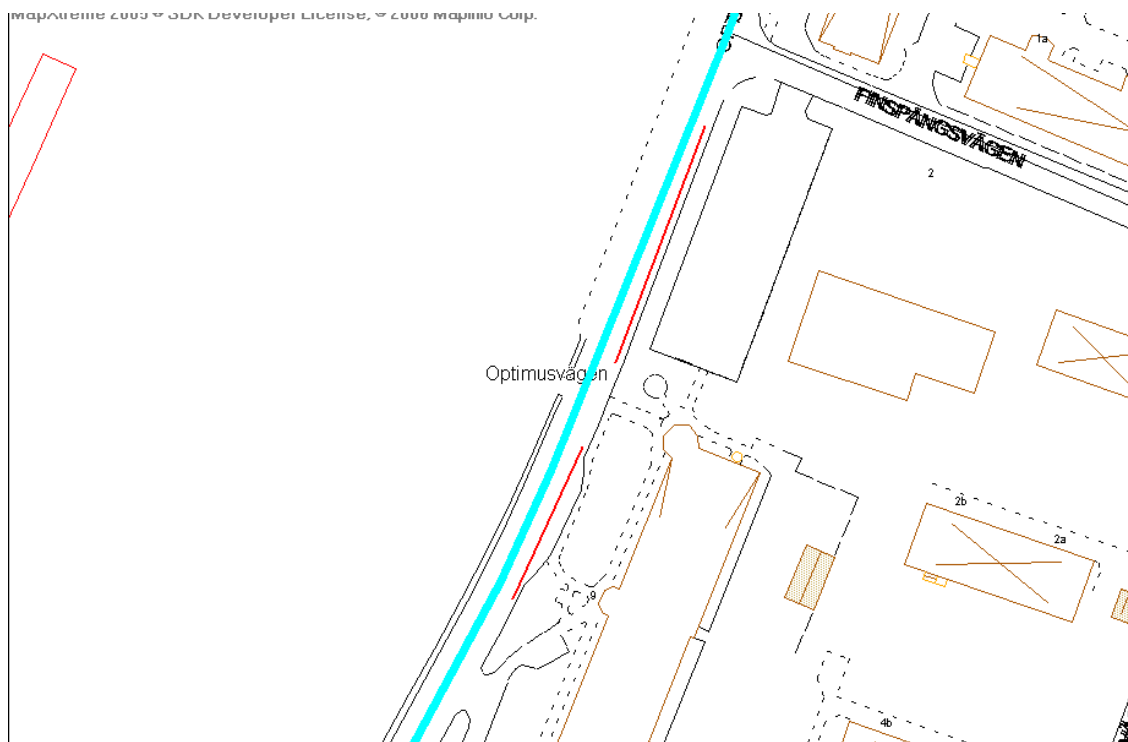 MapXtreme 2005 ® SDK Developer License, © 2006 MapInfo Corp.
1a
FINSPÅNGSVÄGEN
2
Optimusvägen
2b
2a
9
4b